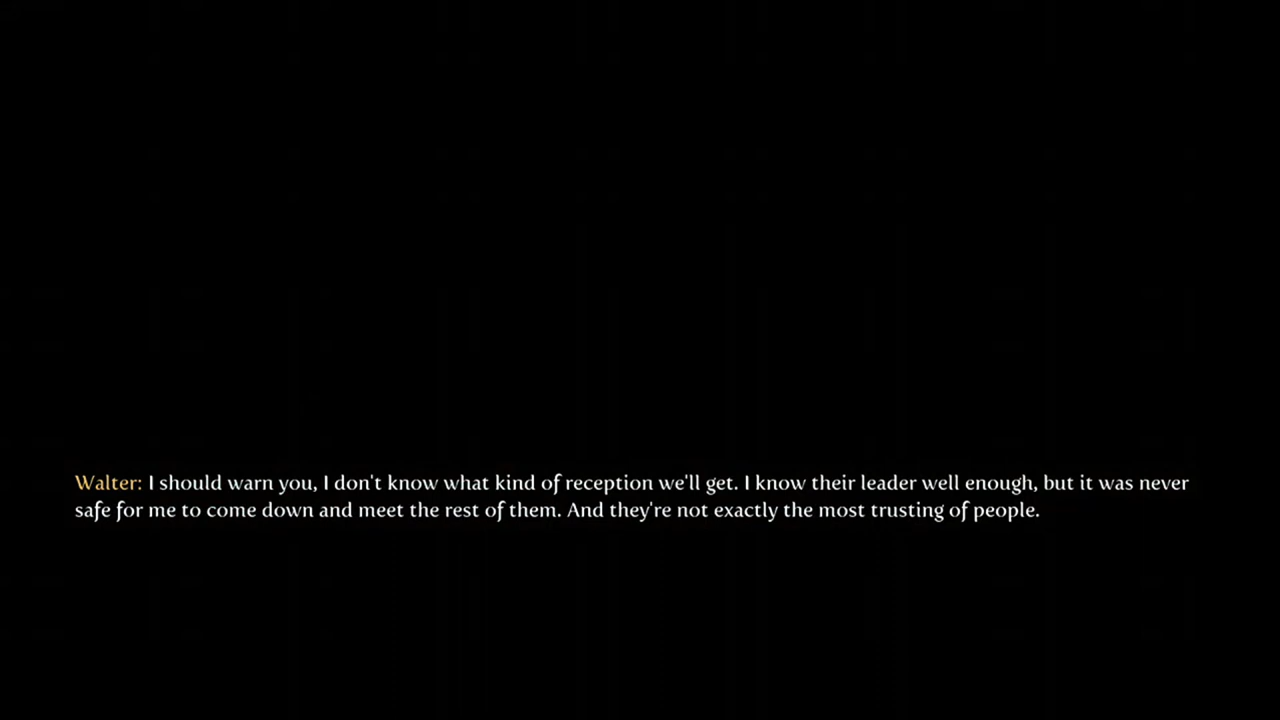 Walter: I should warn you, I don't know what kind of reception we'll get. I know their leader well enough, but it was never
safe for me to come down and meet the rest of them. And they're not exactly the most trusting of people.